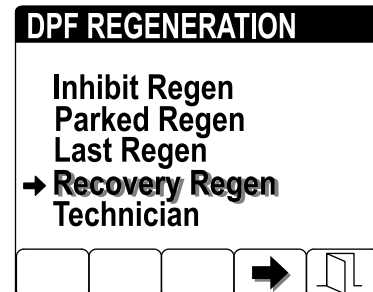 DPF REGENERATION
Inhibit Regen
Parked Regen
Last Regen
Recovery Regen
Technician